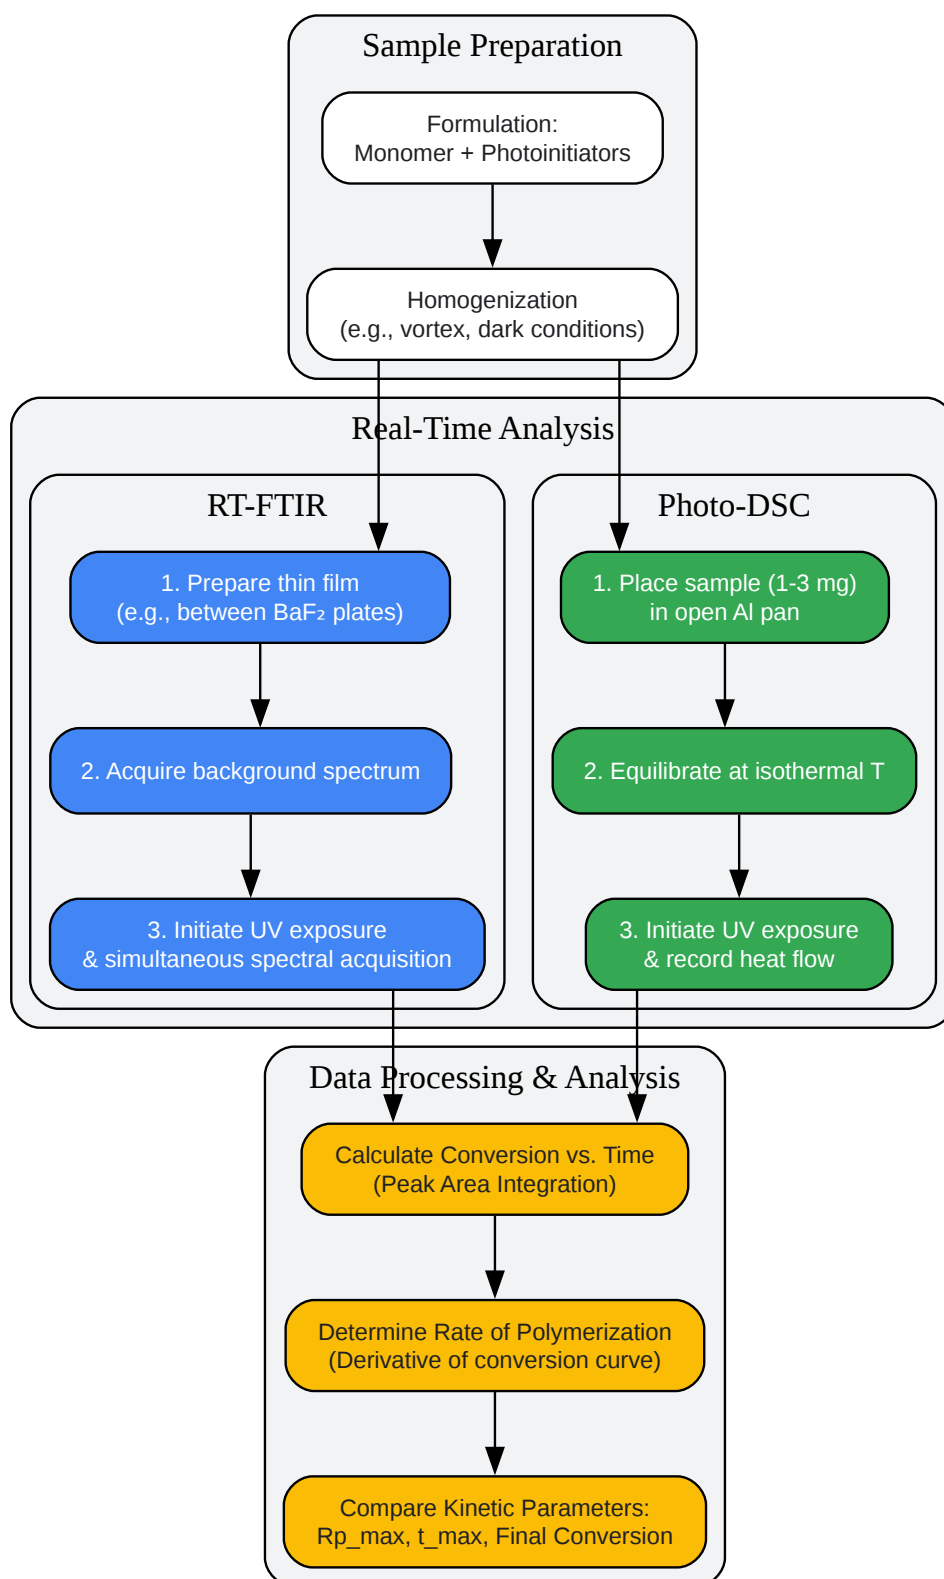 Sample Preparation
Formulation:
Monomer + Photoinitiators
Homogenization
(e.g., vortex, dark conditions)
Real-Time Analysis
RT-FTIR
1. Prepare thin film
(e.g., between BaF₂ plates)
2. Acquire background spectrum
3. Initiate UV exposure
& simultaneous spectral acquisition
Photo-DSC
1. Place sample (1-3 mg)
in open Al pan
2. Equilibrate at isothermal T
3. Initiate UV exposure
& record heat flow
Data Processing & Analysis
Calculate Conversion vs. Time
(Peak Area Integration)
Determine Rate of Polymerization
(Derivative of conversion curve)
Compare Kinetic Parameters:
Rp_max, t_max, Final Conversion